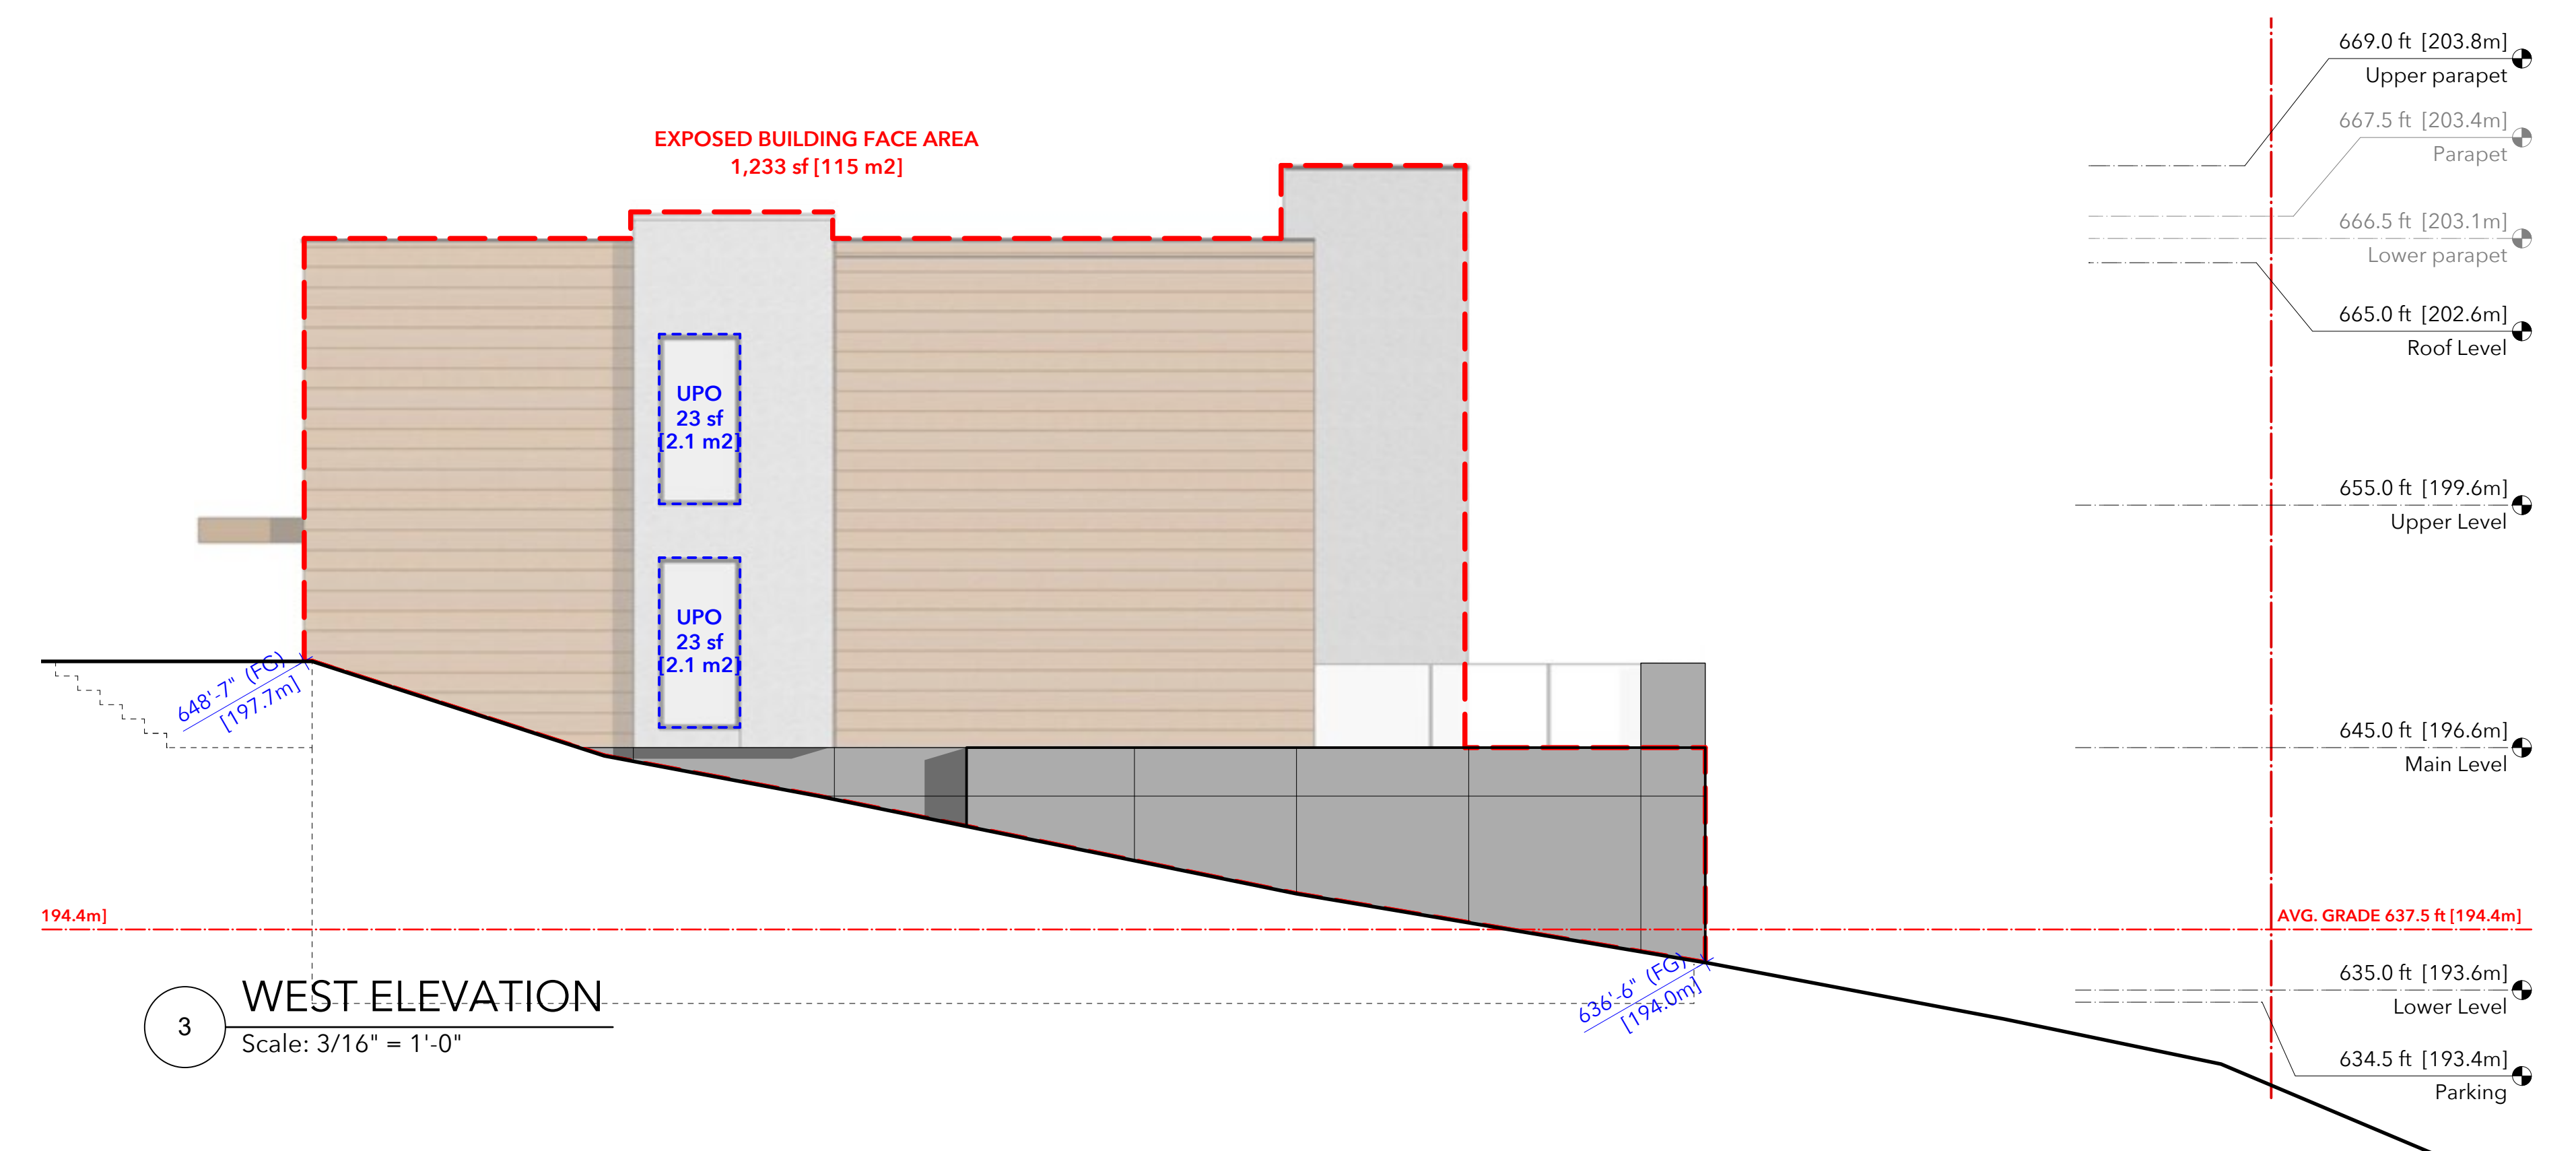 669.0 ft [203.8m]
Upper parapet
667.5 ft [203.4m]
Parapet
EXPOSED BUILDING FACE AREA
1,233 sf [115 m2]
666.5 ft [203.1m]
Lower parapet
665.0 ft [202.6m]
Roof Level
UPO
23 sf
[2.1 m2]
655.0 ft [199.6m]
Upper Level
UPO
23 sf
[2.1 m2]
648'-7" (FG)
[197.7m]
645.0 ft [196.6m]
Main Level
194.4m]
AVG. GRADE 637.5 ft [194.4m]
636'-6" (FG)
[194.0m]
635.0 ft [193.6m]
Lower Level
3
WEST ELEVATION
Scale: 3/16" = 1'-0"
634.5 ft [193.4m]
Parking